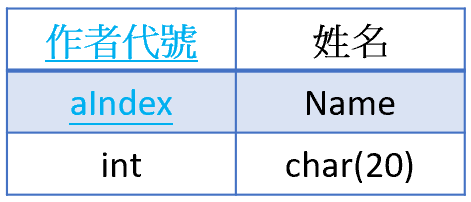 作者代號 姓名
aIndex Name
int char(20)